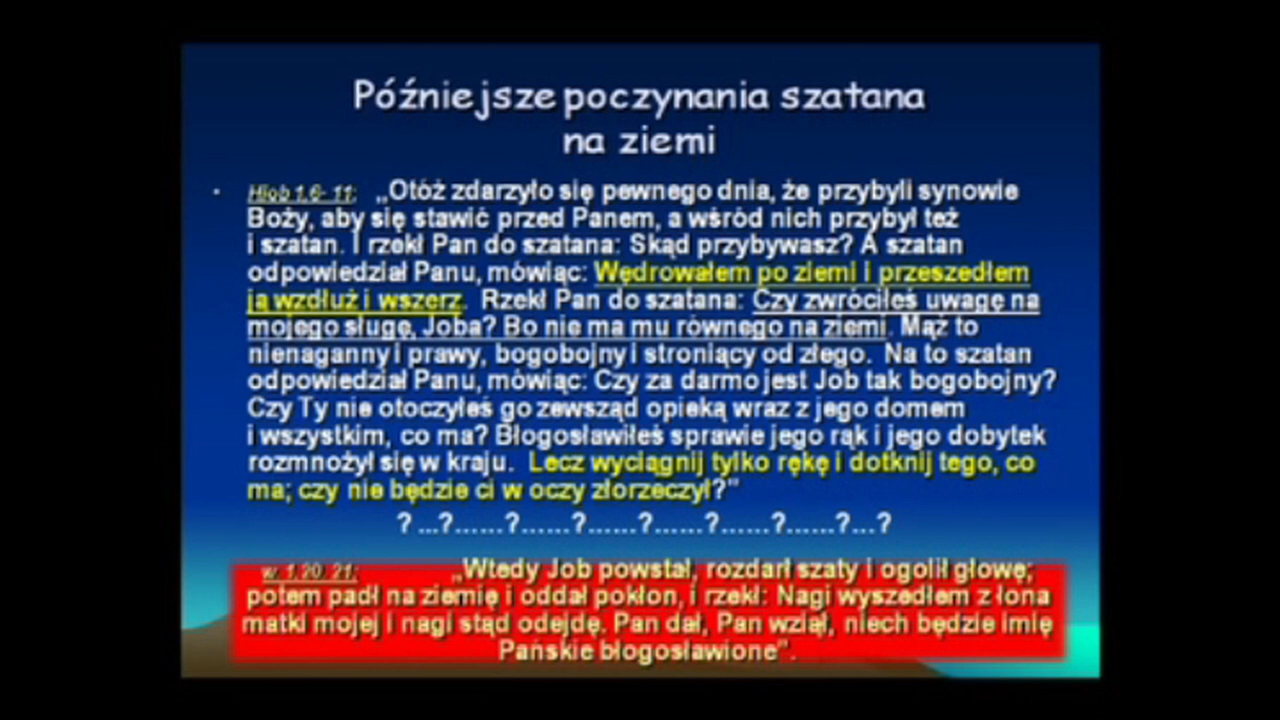 Późniejsze poczynania szatana
na ziemi
• Hiob 1,6- 11: „Otóż zdarzyło się pewnego dnia, że przybyli synowie
Boży, aby się stawić przed Panem, a wśród nich przybył też
i szatan. I rzekł Pan do szatana: Skąd przybywasz? A szatan
odpowiedział Panu, mówiąc: Wędrowałem po ziemi i przeszedłem
ją wzdłuż i wszerz. Rzekł Pan do szatana: Czy zwróciłeś uwagę na
mojego sługę, Joba? Bo nie ma mu równego na ziemi. Mąż to
nienaganny i prawy, bogobojny i stroniący od złego. Na to szatan
odpowiedział Panu, mówiąc: Czy za darmo jest Job tak bogobojny?
Czy Ty nie otoczyłeś go zewsząd opieką wraz z jego domem
i wszystkim, co ma? Błogosławiłeś sprawie jego rąk i jego dobytek
rozmnożył się w kraju. Lecz wyciągnij tylko rękę i dotknij tego, co
ma; czy nie będzie ci w oczy złorzeczył?”
? ...?......?......?......?......?......?......?...?
w. 1,20. 21: „Wtedy Job powstał, rozdarł szaty i ogolił głowę;
potem padł na ziemię i oddał pokłon, i rzekł: Nagi wyszedłem z łona
matki mojej i nagi stąd odejdę. Pan dał, Pan wziął, niech będzie imię
Pańskie błogosławione”.